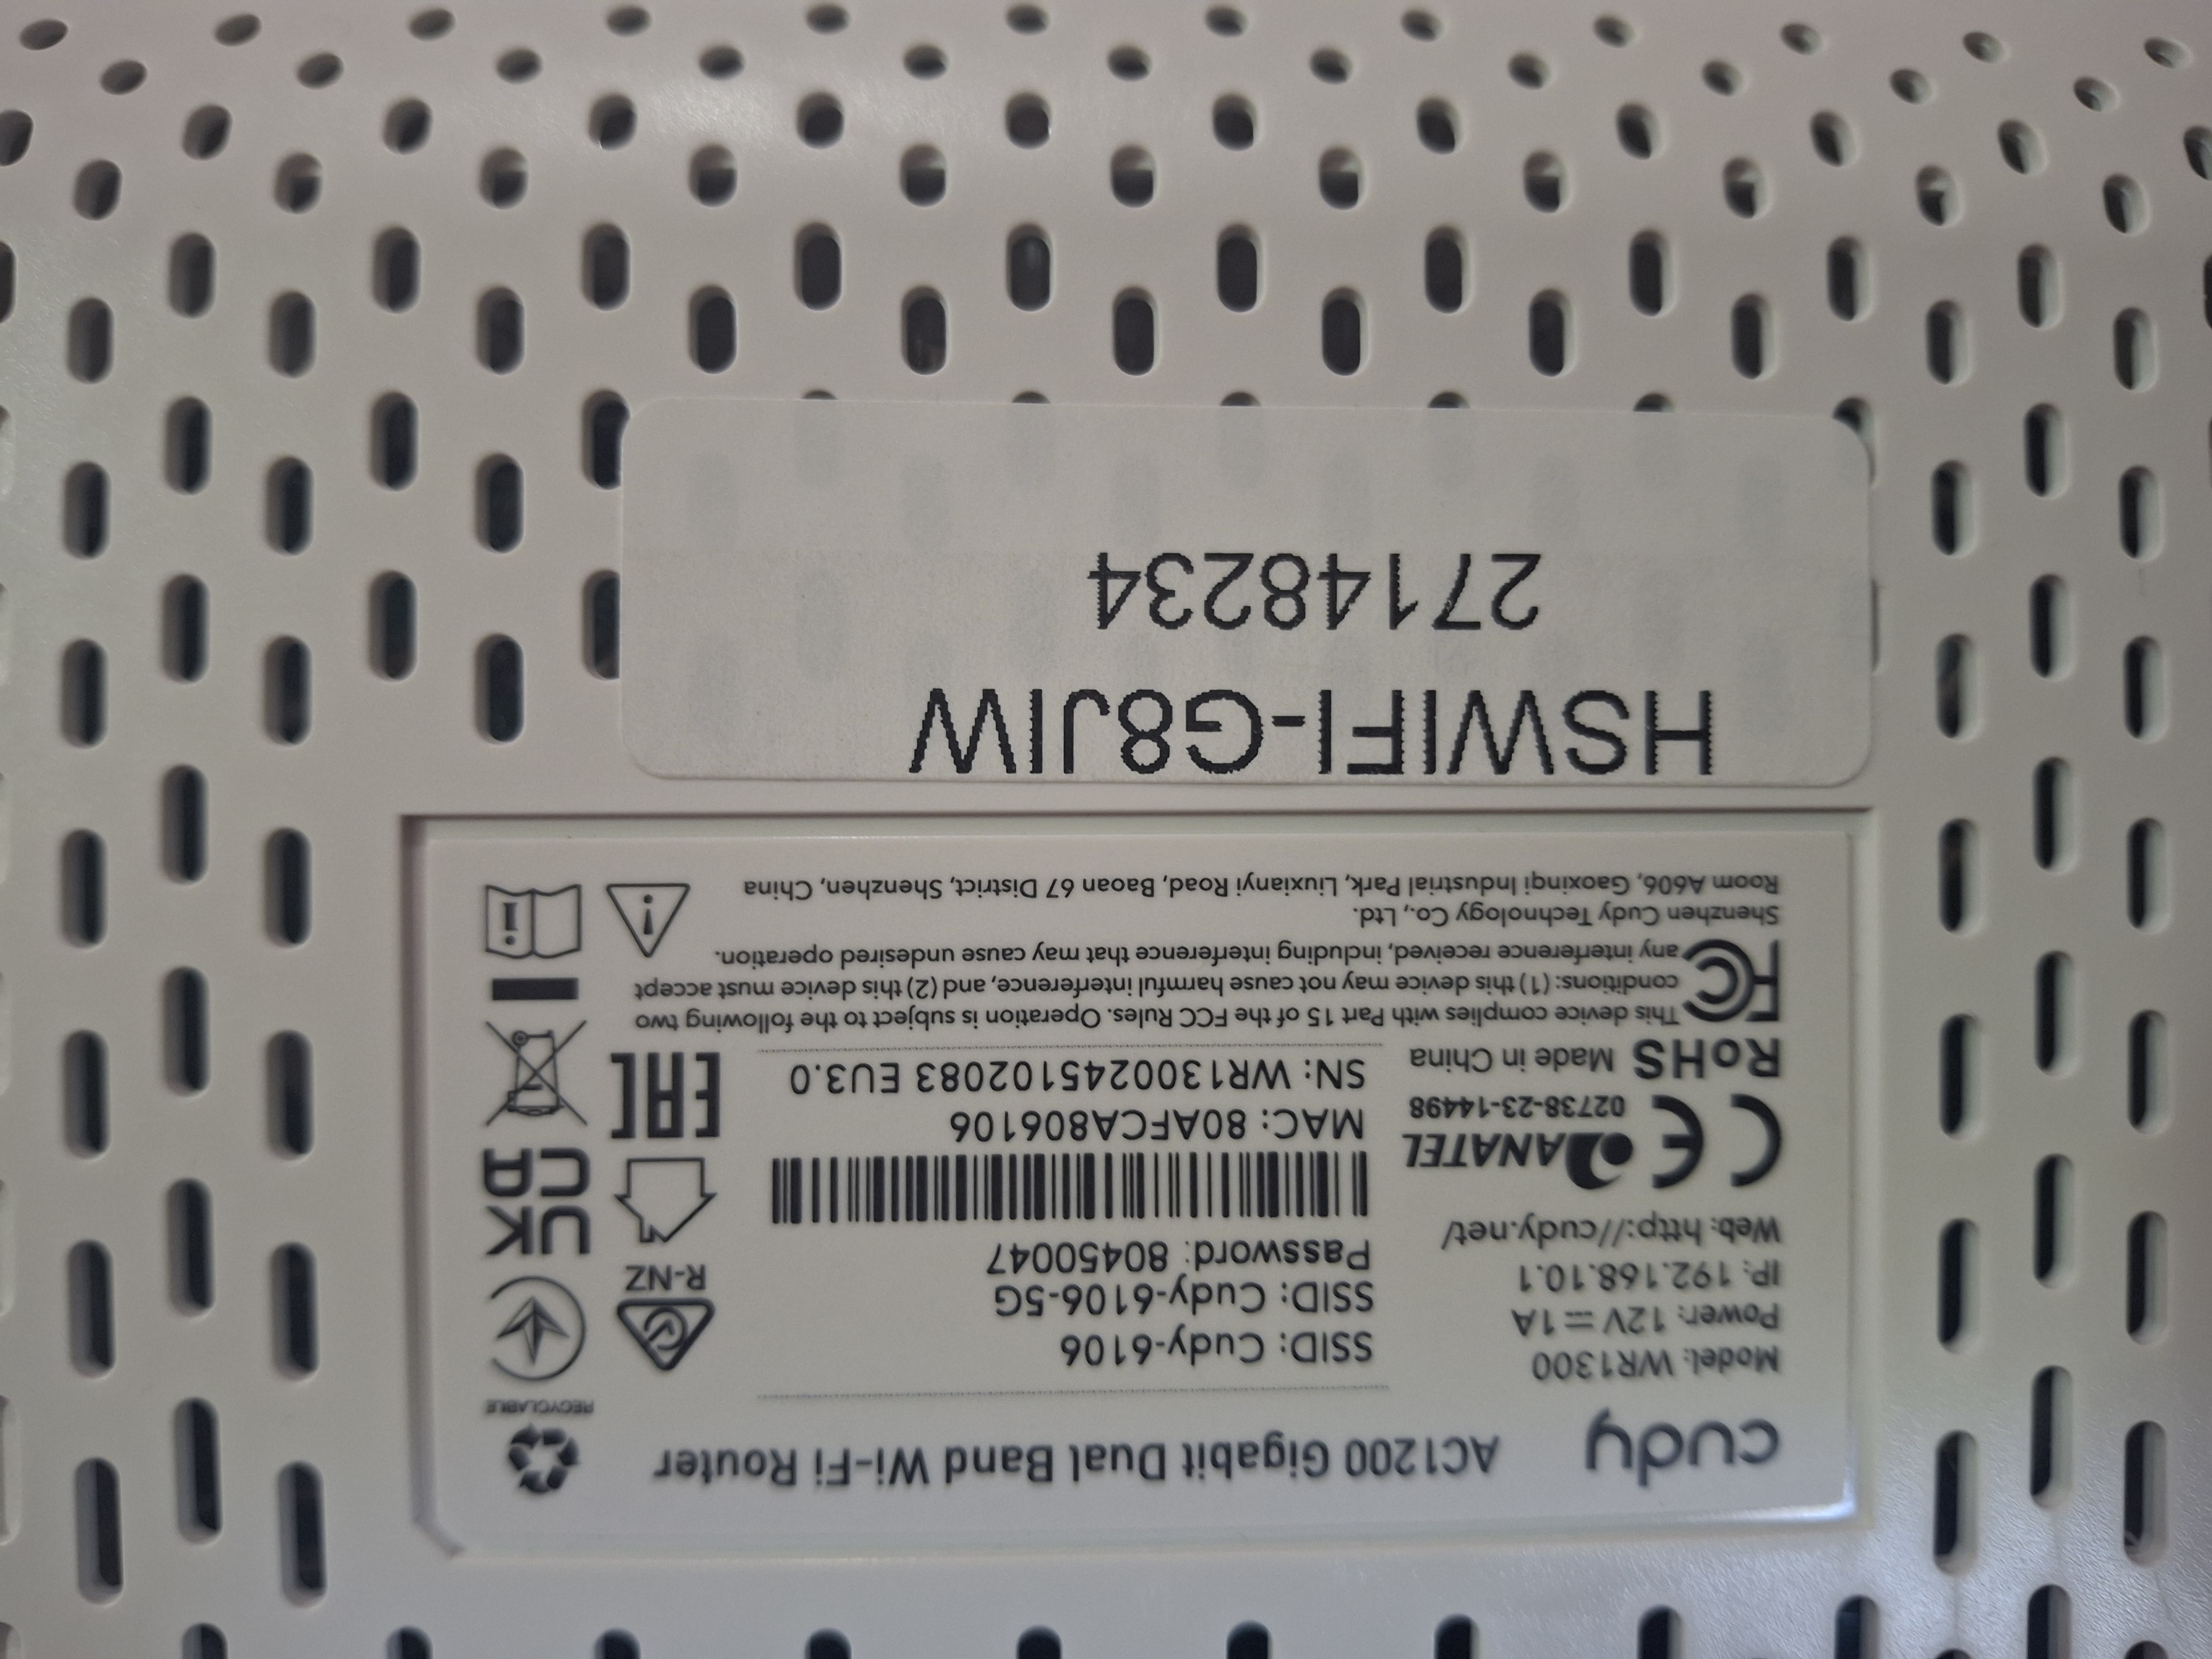 cudy AC1200 Gigabit Dual Band Wi-Fi Router
Model: WR1300
Power: 12V ⎓ 1A
IP: 192.168.10.1
Web: http://cudy.net/
SSID: Cudy-6106
SSID: Cudy-6106-5G
Password: 80450047
MAC: 80AFCA806106
SN: WR1300245102083 EU3.0
CE ANATEL
02738-23-14498
RoHS Made in China
RECYCLABLE
R-NZ
UK
CA
EAC
FC This device complies with Part 15 of the FCC Rules. Operation is subject to the following two
conditions: (1) this device may not cause harmful interference, and (2) this device must accept
any interference received, including interference that may cause undesired operation.
Shenzhen Cudy Technology Co., Ltd.
Room A606, Gaoxinqi Industrial Park, Liuxianyi Road, Baoan 67 District, Shenzhen, China
HSWIFI-G8JIW
27148234